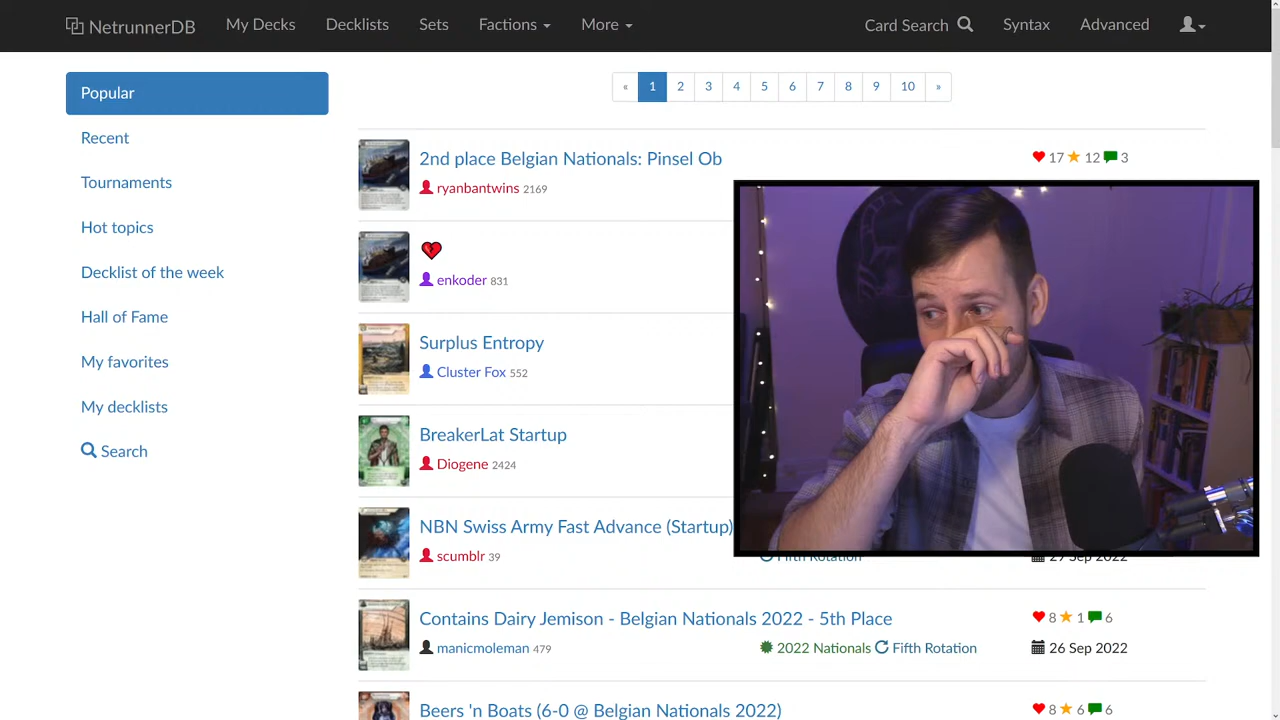 NetrunnerDB My Decks Decklists Sets Factions More Card Search Syntax Advanced
Popular
Recent
Tournaments
Hot topics
Decklist of the week
Hall of Fame
My favorites
My decklists
Search
« 1 2 3 4 5 6 7 8 9 10 »
2nd place Belgian Nationals: Pinsel Ob 17 12 3
ryanbantwins 2169
enkoder 831
Surplus Entropy
Cluster Fox 552
BreakerLat Startup
Diogene 2424
NBN Swiss Army Fast Advance (Startup)
scumblr 39 Fifth Rotation 29 Sep 2022
Contains Dairy Jemison - Belgian Nationals 2022 - 5th Place 8 1 6
manicmoleman 479 2022 Nationals Fifth Rotation 26 Sep 2022
Beers 'n Boats (6-0 @ Belgian Nationals 2022) 8 6 6